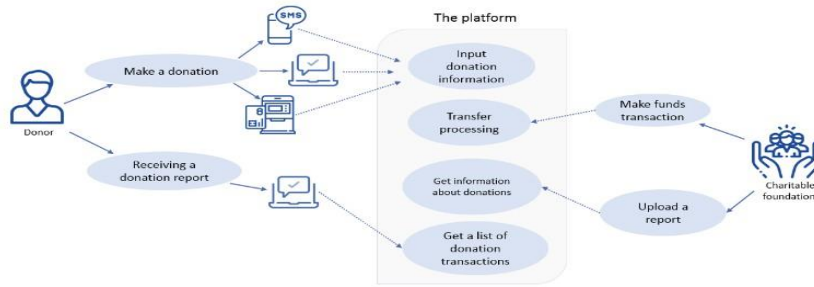 The platform
SMS
Make a donation
Input
donation
information
Donor
Transfer
processing
Make funds
transaction
Receiving a
donation report
Get information
about donations
Charitable
foundation
Upload a
report
Get a list of
donation
transactions